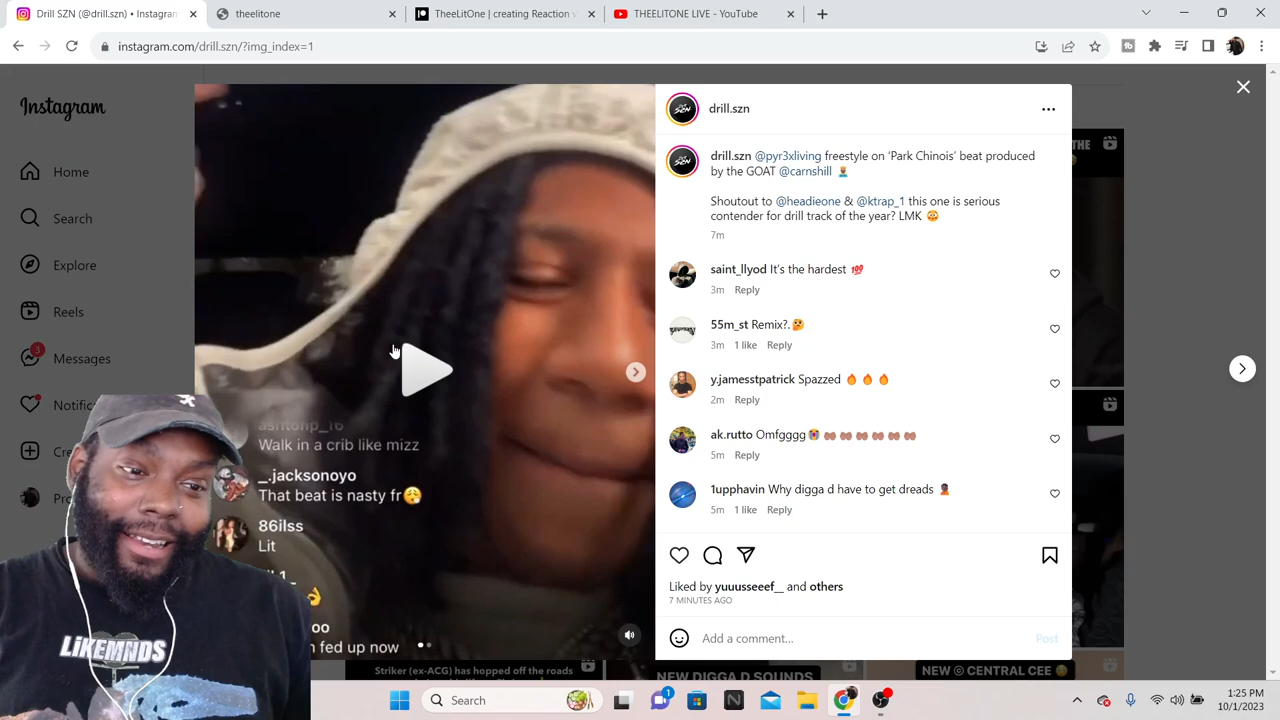 Drill SZN (@drill.szn) • Instagram
theelitone
TheeLitOne | creating Reaction v
THEELITONE LIVE - YouTube
instagram.com/drill.szn/?img_index=1
Instagram
Home
Search
Explore
Reels
3
Messages
Notific
Cre
Pro
Walk in a crib like mizz
_.jacksonoyo
That beat is nasty fr😮‍💨
86ilss
Lit
n fed up now
LiKEMNDS
drill.szn
drill.szn @pyr3xliving freestyle on ‘Park Chinois’ beat produced
by the GOAT @carnshill
Shoutout to @headieone & @ktrap_1 this one is serious
contender for drill track of the year? LMK 😳
7m
saint_llyod It’s the hardest 💯
3m Reply
55m_st Remix?.🤔
3m 1 like Reply
y.jamesstpatrick Spazzed 🔥🔥🔥
2m Reply
ak.rutto Omfgggg😭🤲🏽🤲🏽🤲🏽🤲🏽🤲🏽🤲🏽
5m Reply
1upphavin Why digga d have to get dreads 🤦🏿‍♂️
5m 1 like Reply
Liked by yuuusseeef__ and others
7 MINUTES AGO
Add a comment...
Post
THE
Striker (ex-ACG) has hopped off the roads
NEW DIGGA D SOUNDS
NEW © CENTRAL CEE
Search
1
N
1:25 PM
10/1/2023